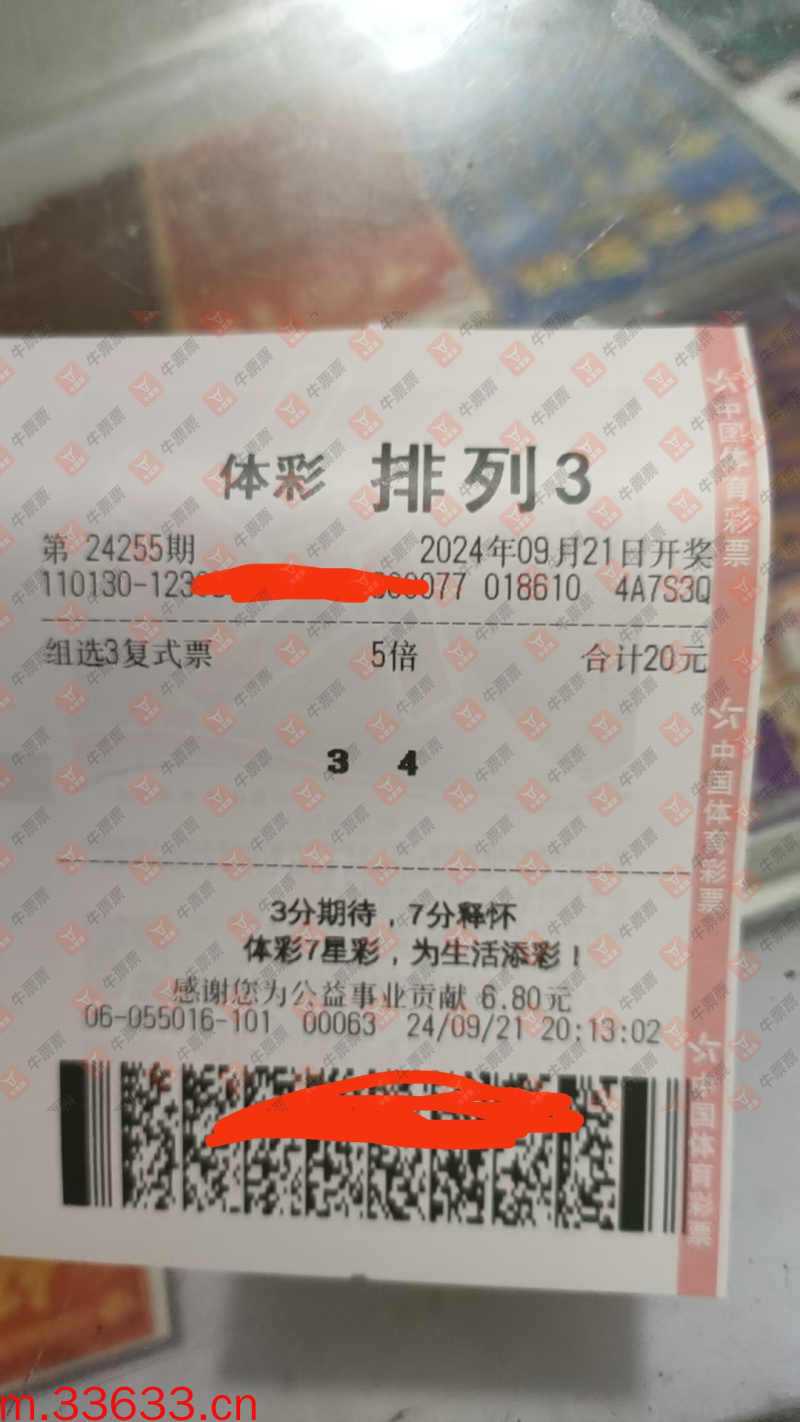 体彩 排列3
第 24255期 2024年09月21日开奖
110130-123 0077 018610 4A7S3Q
组选3复式票 5倍 合计20元
3 4
3分期待，7分释怀
体彩7星彩，为生活添彩！
感谢您为公益事业贡献 6.80元
06-055016-101 00063 24/09/21 20:13:02
中国体育彩票
中国体育彩票
中国体育彩票
牛票票
m.33633.cn